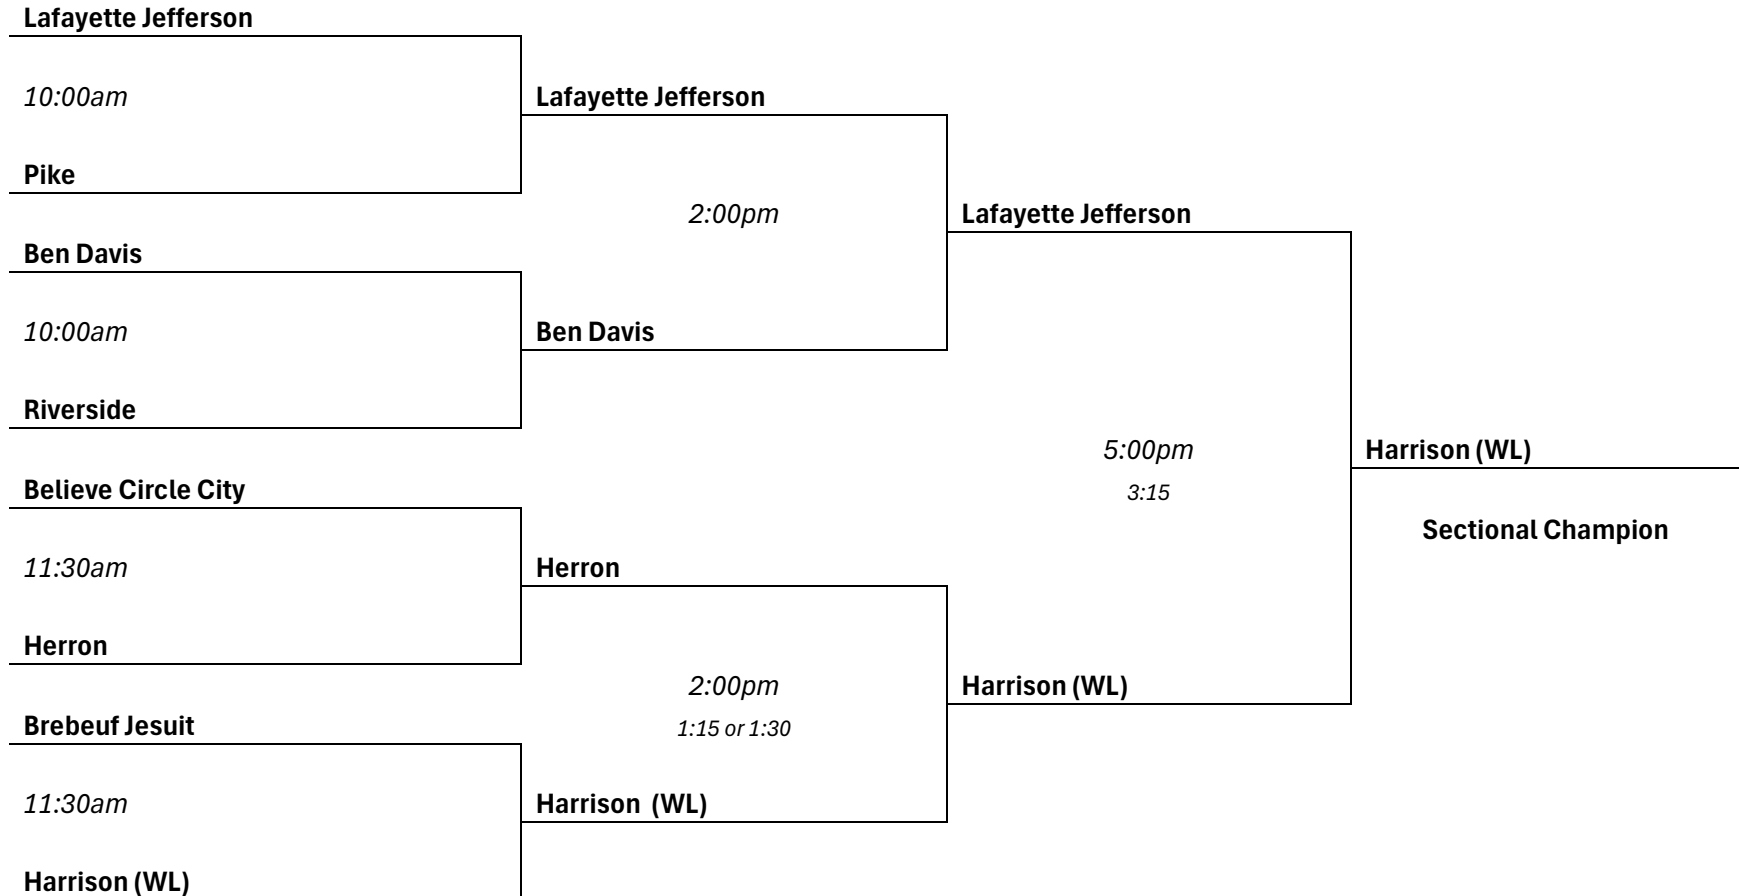 Lafayette Jefferson
10:00am
Lafayette Jefferson
Pike
2:00pm
Lafayette Jefferson
Ben Davis
10:00am
Ben Davis
Riverside
5:00pm
Harrison (WL)
Believe Circle City
3:15
Sectional Champion
11:30am
Herron
Herron
2:00pm
Harrison (WL)
Brebeuf Jesuit
1:15 or 1:30
11:30am
Harrison  (WL)
Harrison (WL)